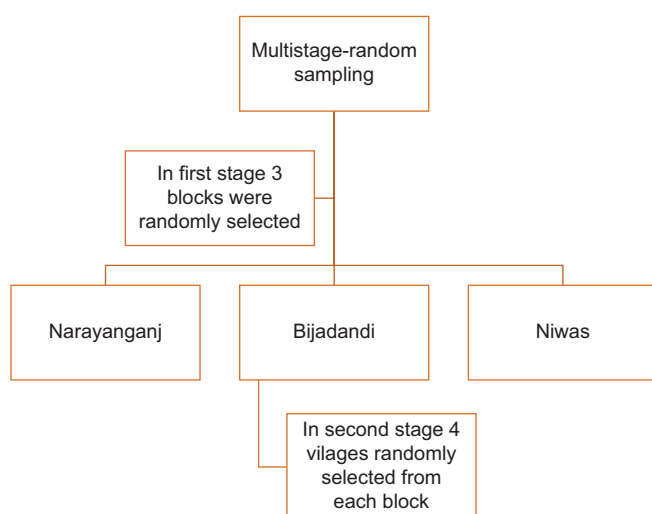 Multistage-random
sampling
In first stage 3
blocks were
randomly selected
Narayanganj
Bijadandi
Niwas
In second stage 4
vilages randomly
selected from
each block